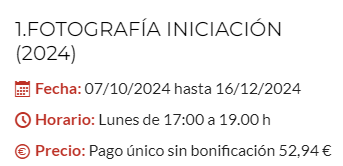 1.FOTOGRAFÍA INICIACIÓN
(2024)
Fecha: 07/10/2024 hasta 16/12/2024
Horario: Lunes de 17:00 a 19.00 h
Precio: Pago único sin bonificación 52,94 €